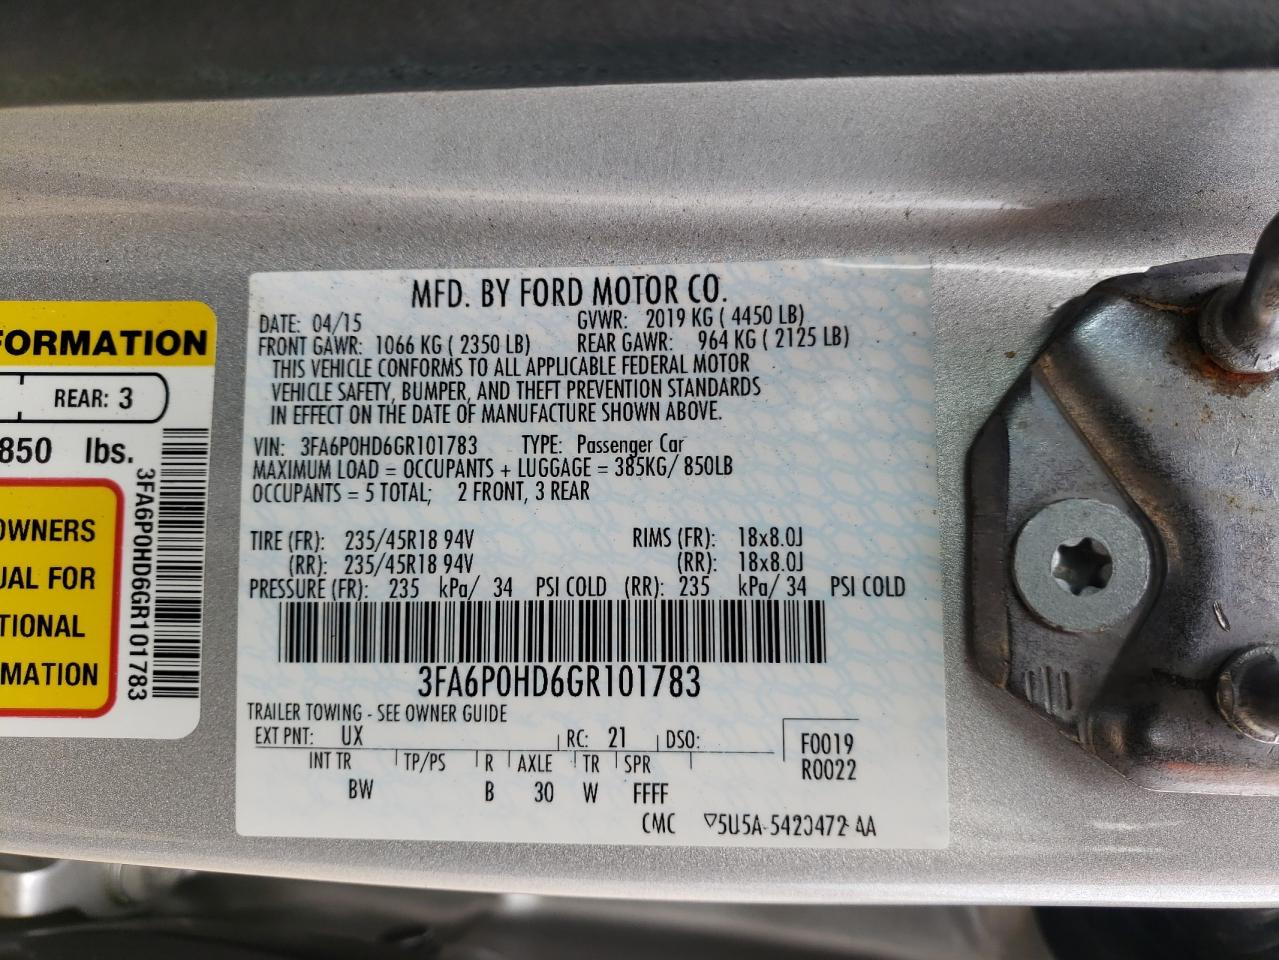 MFD. BY FORD MOTOR CO.
DATE: 04/15 GVWR: 2019 KG ( 4450 LB)
FRONT GAWR: 1066 KG ( 2350 LB) REAR GAWR: 964 KG ( 2125 LB)
THIS VEHICLE CONFORMS TO ALL APPLICABLE FEDERAL MOTOR
VEHICLE SAFETY, BUMPER, AND THEFT PREVENTION STANDARDS
IN EFFECT ON THE DATE OF MANUFACTURE SHOWN ABOVE.
VIN: 3FA6P0HD6GR101783 TYPE: Passenger Car
MAXIMUM LOAD = OCCUPANTS + LUGGAGE = 385KG/ 850LB
OCCUPANTS = 5 TOTAL; 2 FRONT, 3 REAR
TIRE (FR): 235/45R18 94V RIMS (FR): 18x8.0J
(RR): 235/45R18 94V (RR): 18x8.0J
PRESSURE (FR): 235 kPa/ 34 PSI COLD (RR): 235 kPa/ 34 PSI COLD
3FA6P0HD6GR101783
TRAILER TOWING - SEE OWNER GUIDE
EXT PNT: UX RC: 21 DSO:
F0019
R0022
INT TR TP/PS R AXLE TR SPR
BW B 30 W FFFF
CMC ▽5U5A-5420472-AA
FORMATION
REAR: 3
850 lbs.
3FA6P0HD6GR101783
OWNERS
UAL FOR
TIONAL
MATION